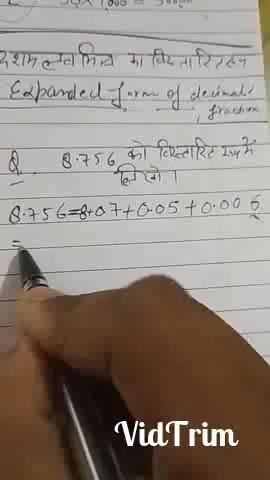 दशमलव भिन्न का विस्तारित रूप
Expanded form of decimal
fraction
Q 8.756 को विस्तारित रूप में
लिखो।
8.756=8+0.7+0.05+0.006
=
VidTrim